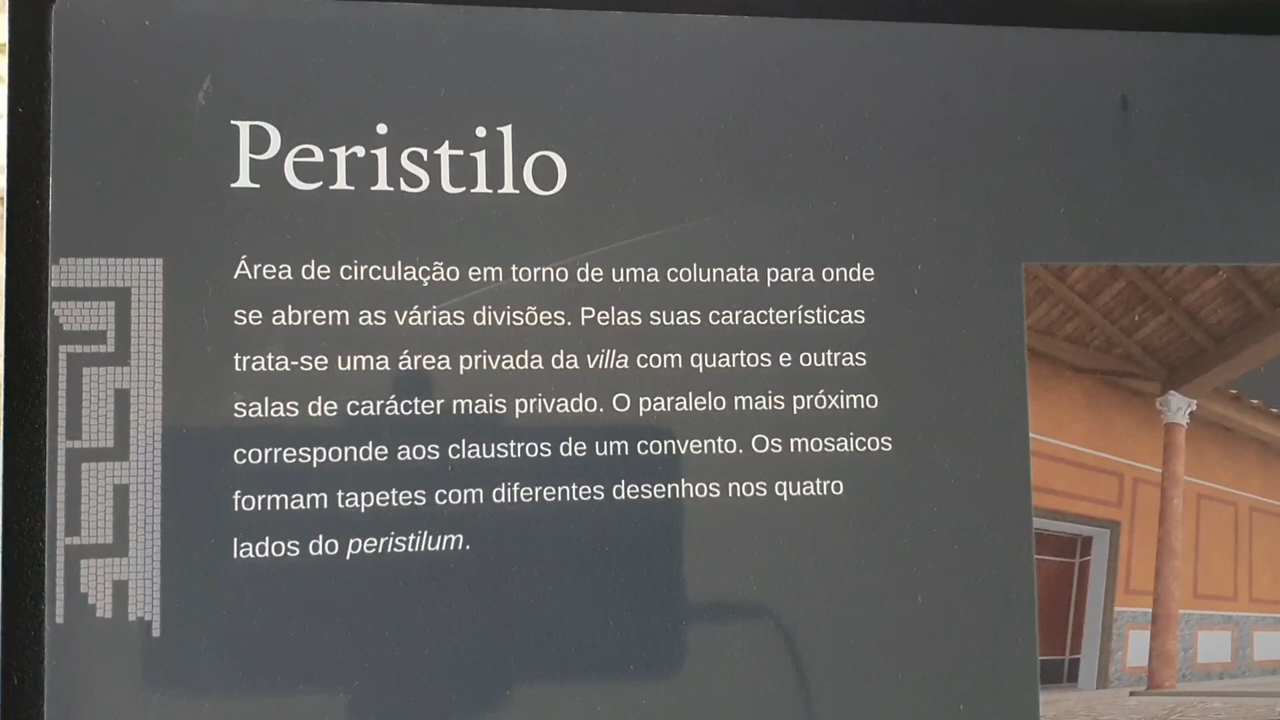 Peristilo
Área de circulação em torno de uma colunata para onde
se abrem as várias divisões. Pelas suas características
trata-se uma área privada da villa com quartos e outras
salas de carácter mais privado. O paralelo mais próximo
corresponde aos claustros de um convento. Os mosaicos
formam tapetes com diferentes desenhos nos quatro
lados do peristilum.